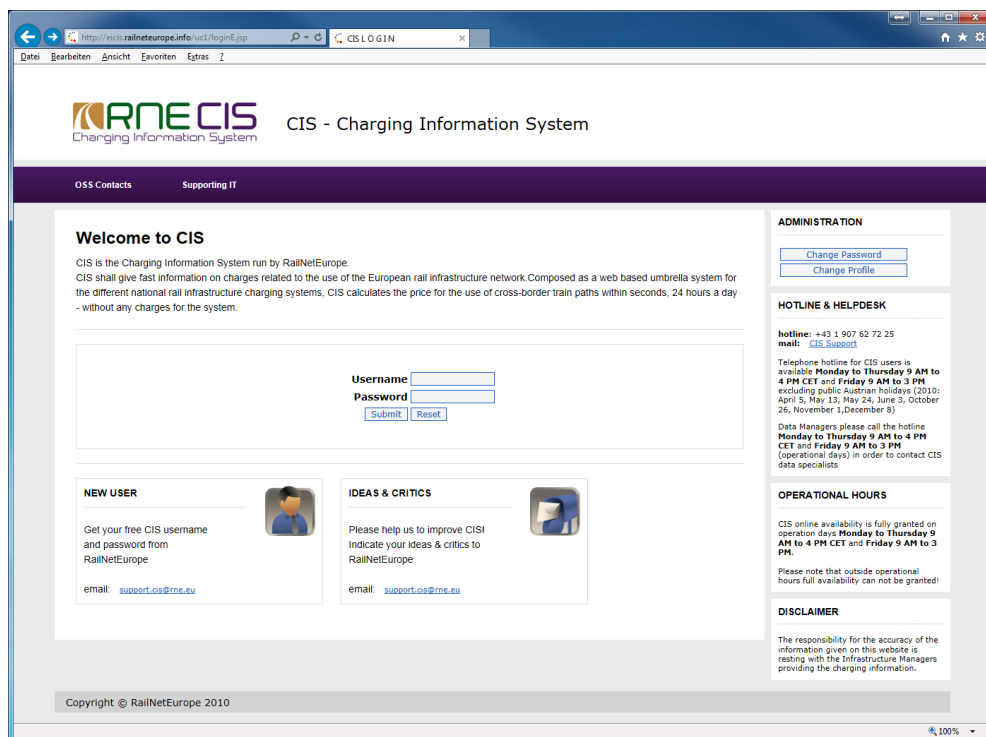 http://eicis.railneteurope.info/uc1/loginE.jsp
CIS L O G I N
Datei Bearbeiten Ansicht Favoriten Extras ?
RNE CIS
Charging Information System
CIS - Charging Information System
OSS Contacts Supporting IT
Welcome to CIS
CIS is the Charging Information System run by RailNetEurope.
CIS shall give fast information on charges related to the use of the European rail infrastructure network.Composed as a web based umbrella system for
the different national rail infrastructure charging systems, CIS calculates the price for the use of cross-border train paths within seconds, 24 hours a day
- without any charges for the system.
Username
Password
Submit Reset
NEW USER
Get your free CIS username
and password from
RailNetEurope
email: support.cis@rne.eu
IDEAS & CRITICS
Please help us to improve CIS!
Indicate your ideas & critics to
RailNetEurope
email: support.cis@rne.eu
ADMINISTRATION
Change Password
Change Profile
HOTLINE & HELPDESK
hotline: +43 1 907 62 72 25
mail: CIS Support
Telephone hotline for CIS users is
available Monday to Thursday 9 AM to
4 PM CET and Friday 9 AM to 3 PM
excluding public Austrian holidays (2010:
April 5, May 13, May 24, June 3, October
26, November 1,December 8)
Data Managers please call the hotline
Monday to Thursday 9 AM to 4 PM
CET and Friday 9 AM to 3 PM
(operational days) in order to contact CIS
data specialists
OPERATIONAL HOURS
CIS online availability is fully granted on
operation days Monday to Thursday 9
AM to 4 PM CET and Friday 9 AM to 3
PM.
Please note that outside operational
hours full availability can not be granted!
DISCLAIMER
The responsibility for the accuracy of the
information given on this website is
resting with the Infrastructure Managers
providing the charging information.
Copyright © RailNetEurope 2010
100%